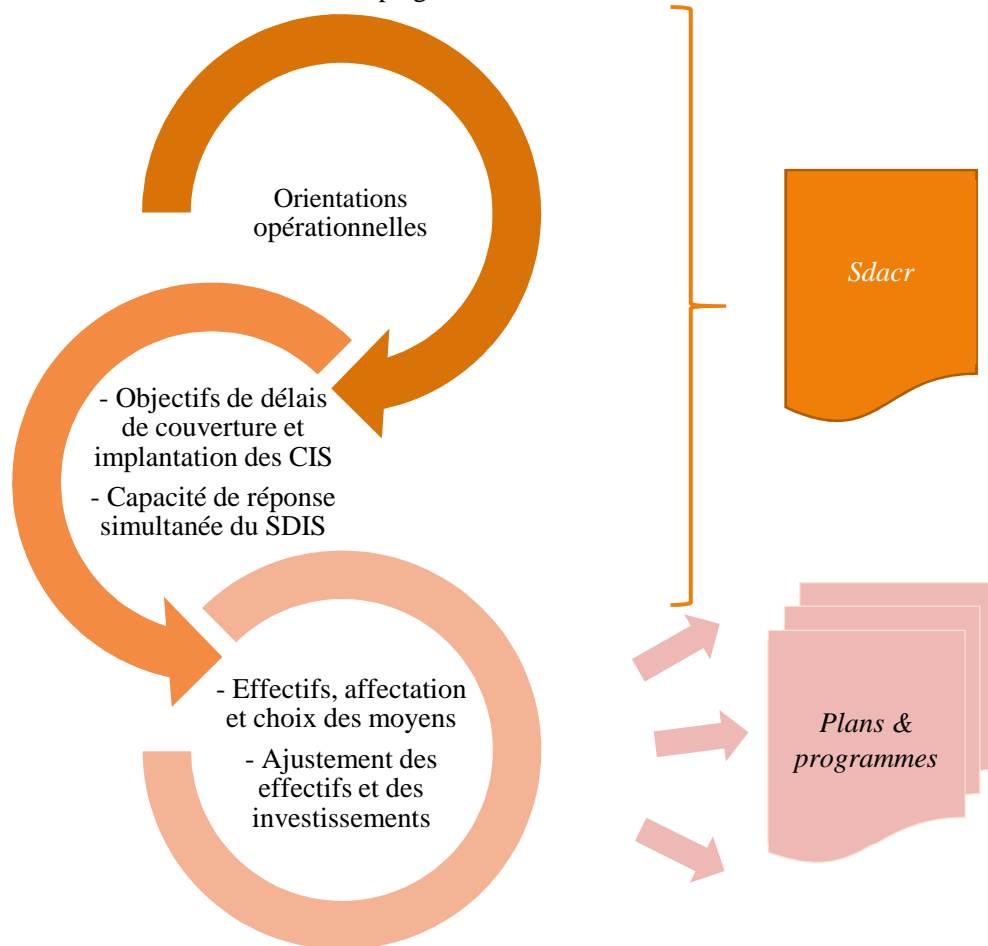 Orientations
opérationnelles
Sdacr
- Objectifs de délais
de couverture et
implantation des CIS
- Capacité de réponse
simultanée du SDIS
- Effectifs, affectation
et choix des moyens
- Ajustement des
effectifs et des
investissements
Plans &
programmes